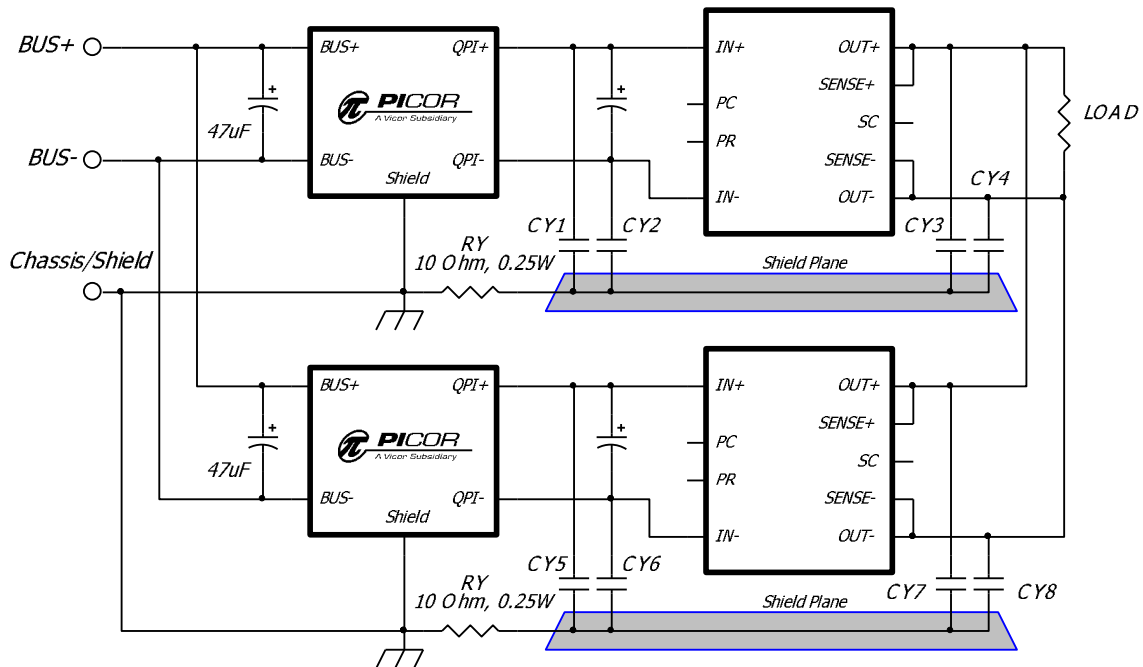 BUS+
BUS-
Chassis/Shield
47uF
+
BUS+
QPI+
PICOR
A Vicor Subsidiary
BUS-
QPI-
Shield
+
RY
10 Ohm, 0.25W
CY1
CY2
IN+
OUT+
SENSE+
PC
SC
PR
SENSE-
IN-
OUT-
LOAD
CY3
CY4
Shield Plane
47uF
+
BUS+
QPI+
PICOR
A Vicor Subsidiary
BUS-
QPI-
Shield
+
RY
10 Ohm, 0.25W
CY5
CY6
IN+
OUT+
SENSE+
PC
SC
PR
SENSE-
IN-
OUT-
CY7
CY8
Shield Plane